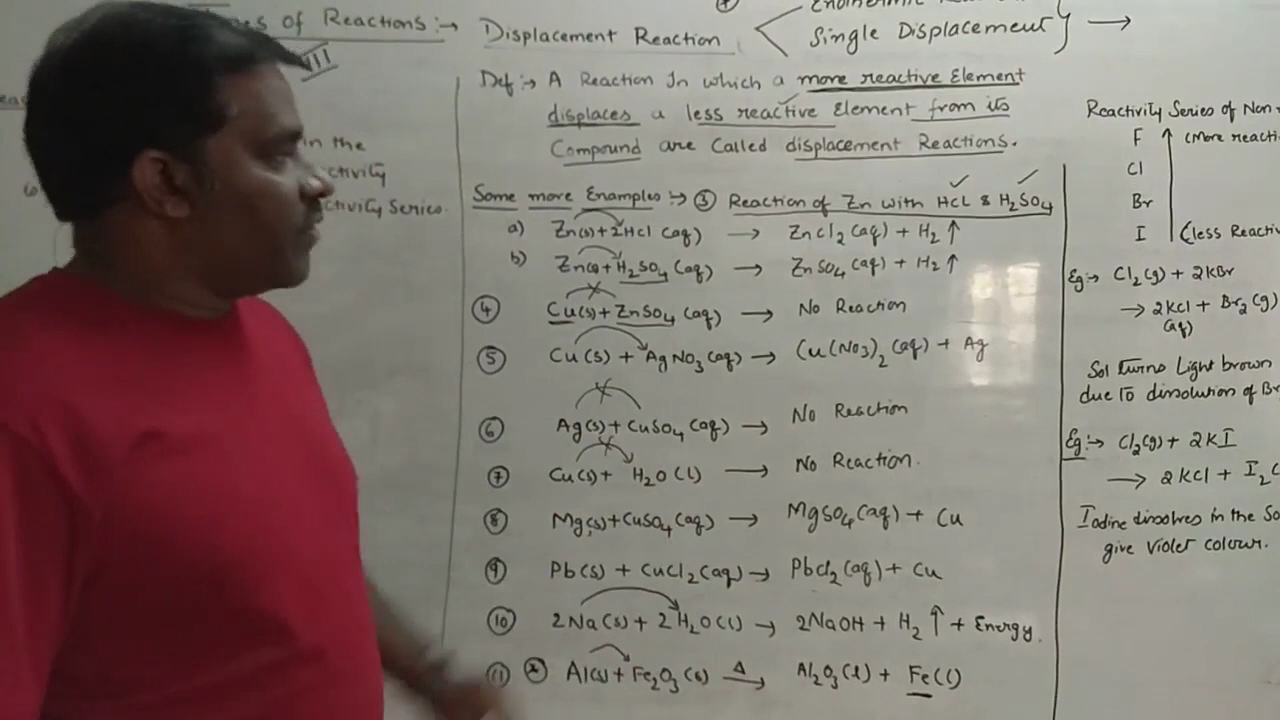 es of Reactions:→
VII
Displacement Reaction
Single Displacement } →
Def:→ A Reaction In which a more reactive Element
displaces a less reactive Element from its
Compound are Called displacement Reactions.
in the
ctivity
ctivity Series.
Some more Examples:→ ③ Reaction of Zn with HCl & H₂SO₄
a) Zn(s)+2HCl (aq) → ZnCl₂ (aq) + H₂↑
b) Zn(s)+H₂SO₄ (aq) → ZnSO₄ (aq) + H₂↑
④ Cu(s)+ZnSO₄ (aq) → No Reaction
⑤ Cu(s) + AgNO₃ (aq) → Cu(NO₃)₂ (aq) + Ag
⑥ Ag(s)+CuSO₄ (aq) → No Reaction
⑦ Cu(s)+ H₂O(l) → No Reaction.
⑧ Mg(s)+CuSO₄(aq) → MgSO₄(aq) + Cu
⑨ Pb(s) + CuCl₂(aq) → PbCl₂(aq) + Cu
⑩ 2Na(s)+ 2H₂O(l) → 2NaOH + H₂↑ + Energy.
⑪ Al(s)+Fe₂O₃(s) Δ→ Al₂O₃(l) + Fe(l)
Reactivity Series of Non
F ↑ (More reacti
Cl
Br
I (less Reactiv
Eg:→ Cl₂(g) + 2KBr
→ 2KCl + Br₂(g)
(aq)
Sol turns Light brown
due to dissolution of Br
Eg:→ Cl₂(g) + 2KI
→ 2KCl + I₂(
Iodine dissolves in the So
give Violet colour.